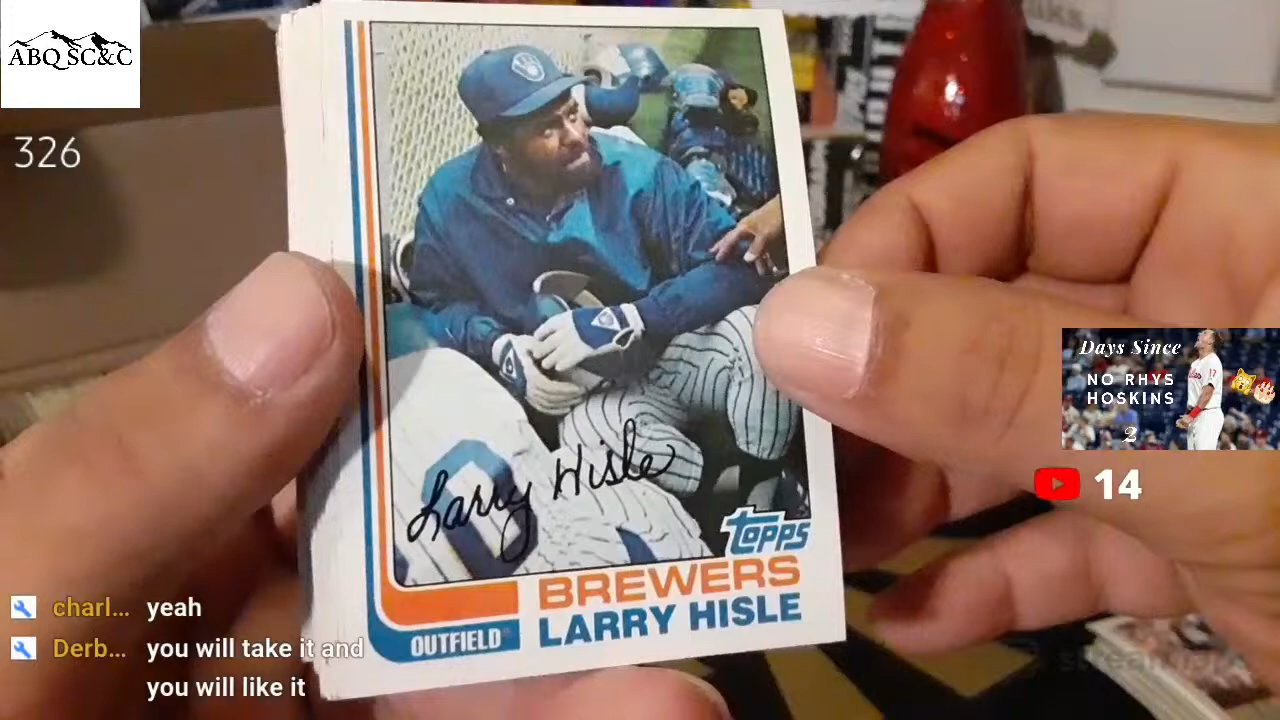 ABQ SC&C
326
Larry Hisle
TOPPS
BREWERS
LARRY HISLE
OUTFIELD
Days Since
NO RHYS
HOSKINS
2
14
charl... yeah
Derb... you will take it and
you will like it